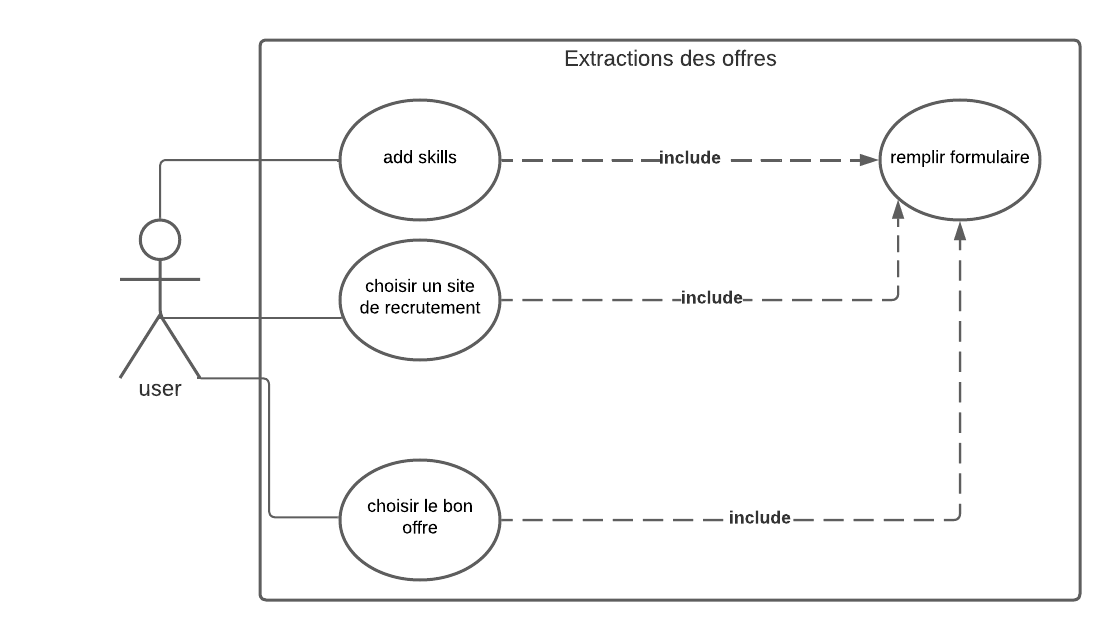 Extractions des offres
add skills
include
remplir formulaire
choisir un site
de recrutement
include
user
choisir le bon
offre
include